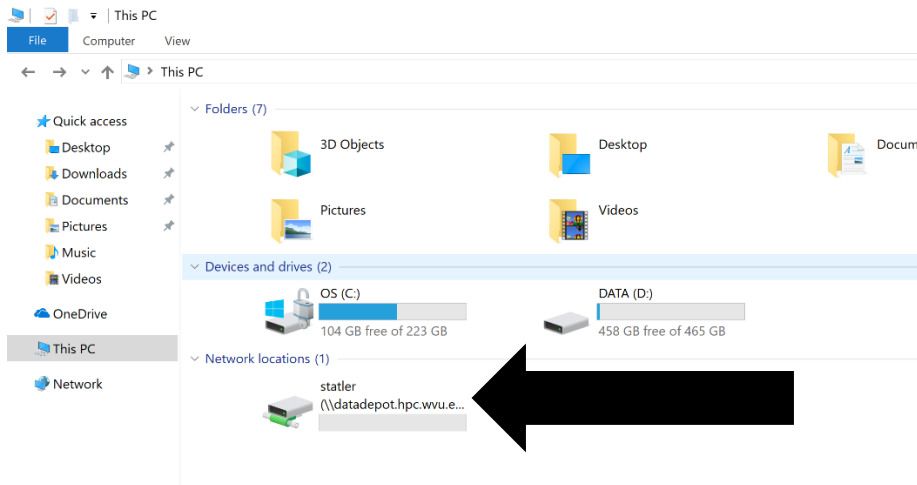 This PC
File Computer View
This PC
Quick access
Desktop
Downloads
Documents
Pictures
Music
Videos
OneDrive
This PC
Network
Folders (7)
3D Objects
Desktop
Docum
Pictures
Videos
Devices and drives (2)
OS (C:)
104 GB free of 223 GB
DATA (D:)
458 GB free of 465 GB
Network locations (1)
statler
(\\datadepot.hpc.wvu.e...